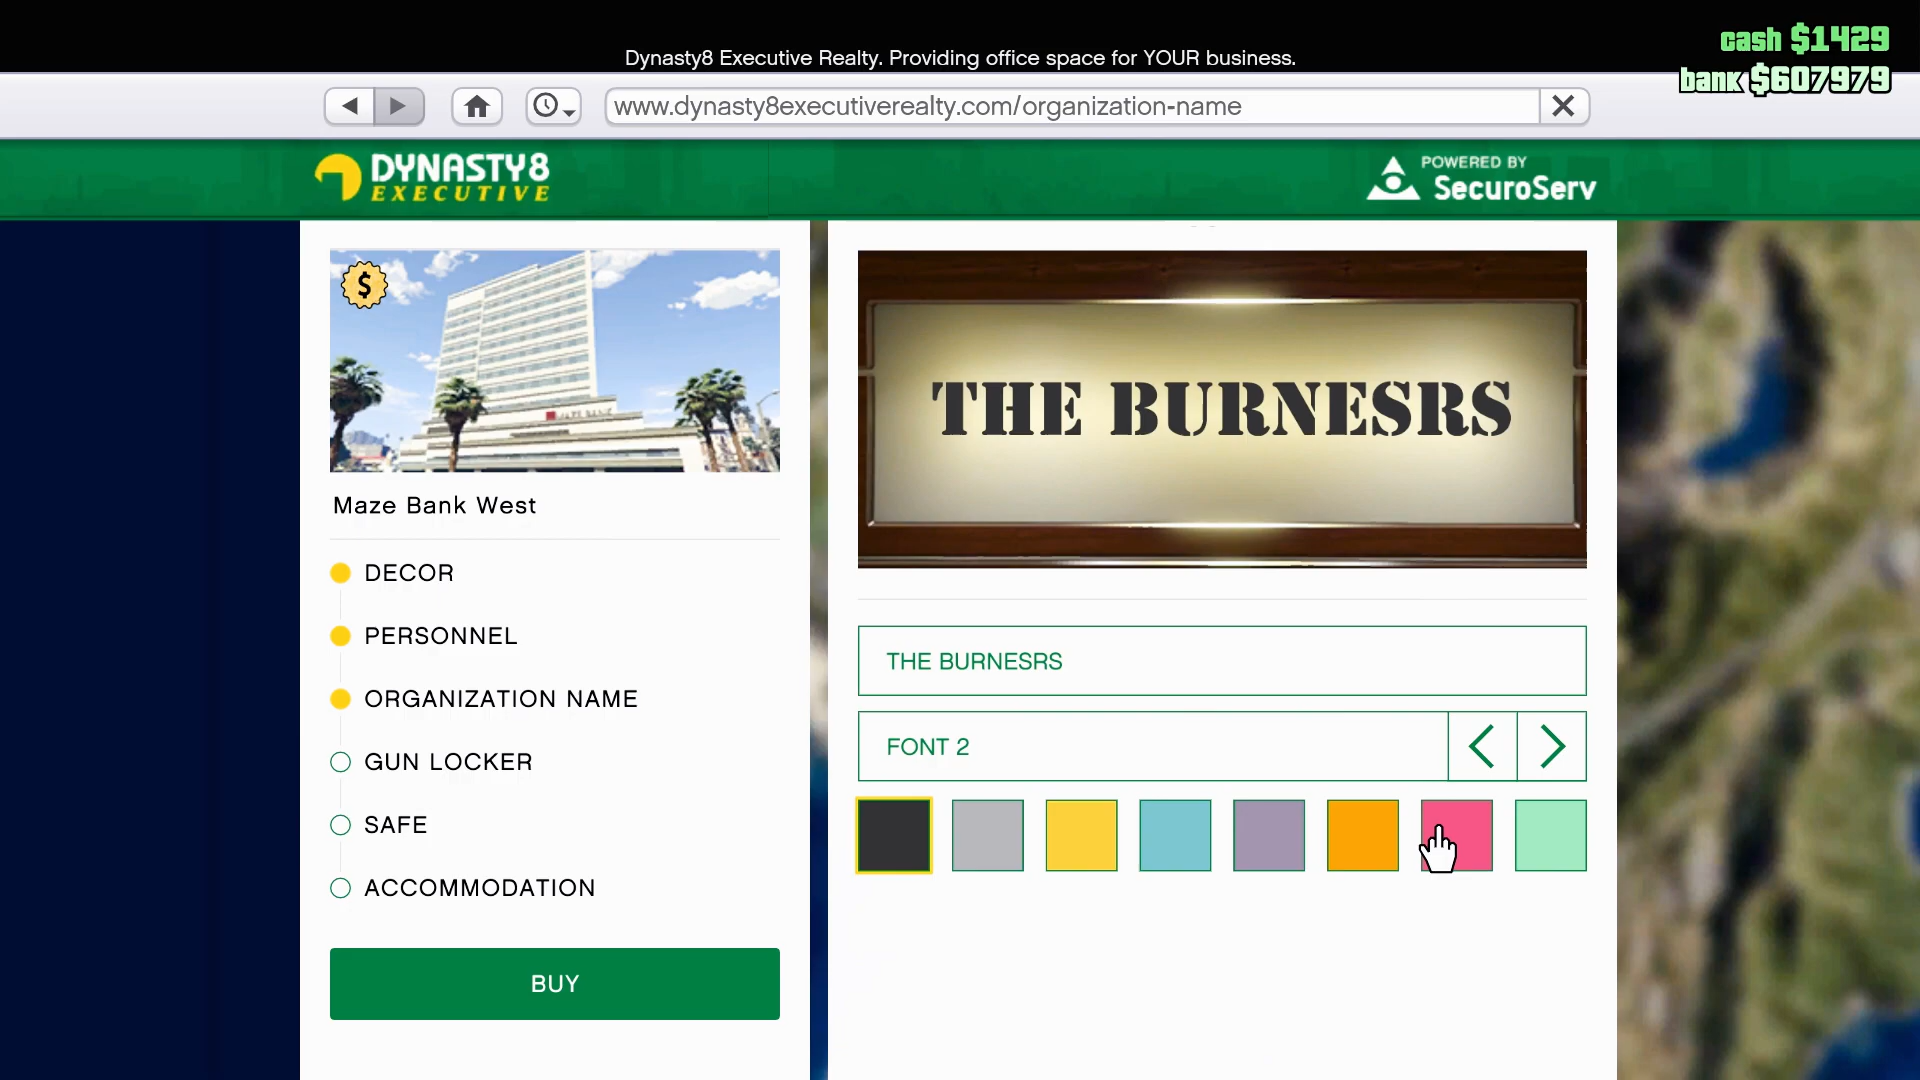 Dynasty8 Executive Realty. Providing office space for YOUR business.
cash $1429
bank $607979
www.dynasty8executiverealty.com/organization-name
DYNASTY8
EXECUTIVE
POWERED BY
SecuroServ
$
MAZE BANK
THE BURNESRS
Maze Bank West
DECOR
PERSONNEL
ORGANIZATION NAME
GUN LOCKER
SAFE
ACCOMMODATION
BUY
THE BURNESRS
FONT 2